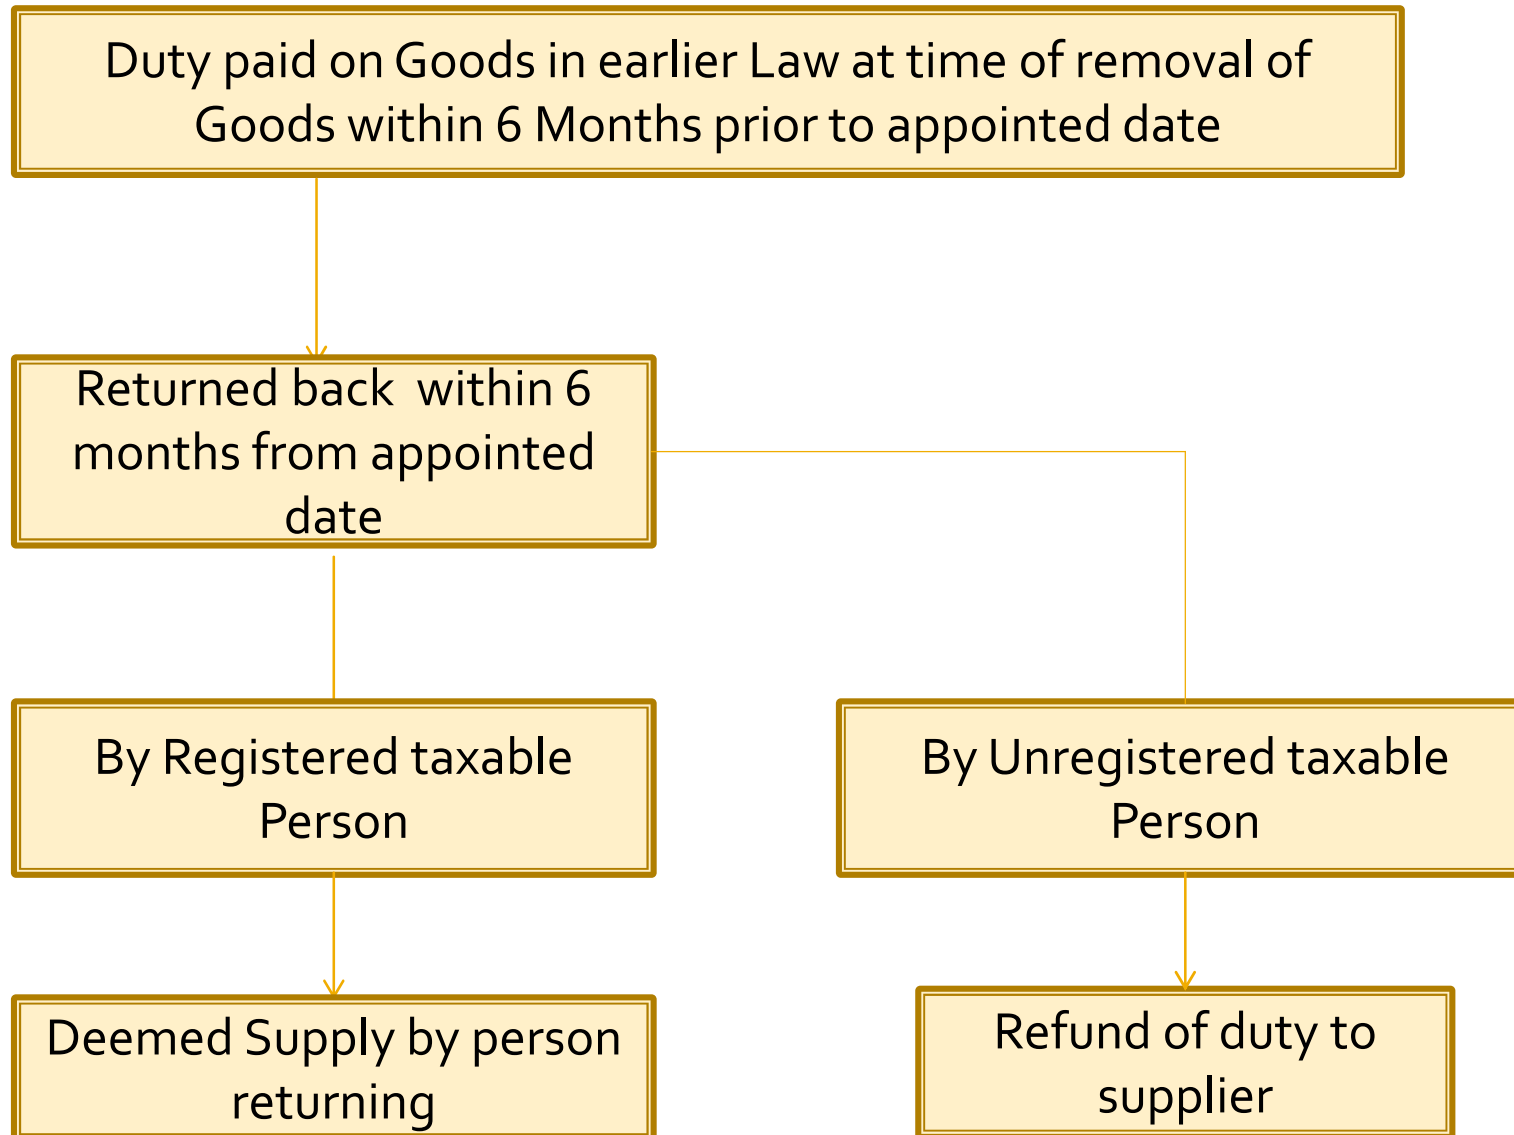 Duty paid on Goods in earlier Law at time of removal of
Goods within 6 Months prior to appointed date
Returned back  within 6
months from appointed
date
By Registered taxable
Person
By Unregistered taxable
Person
Deemed Supply by person
returning
Refund of duty to
supplier